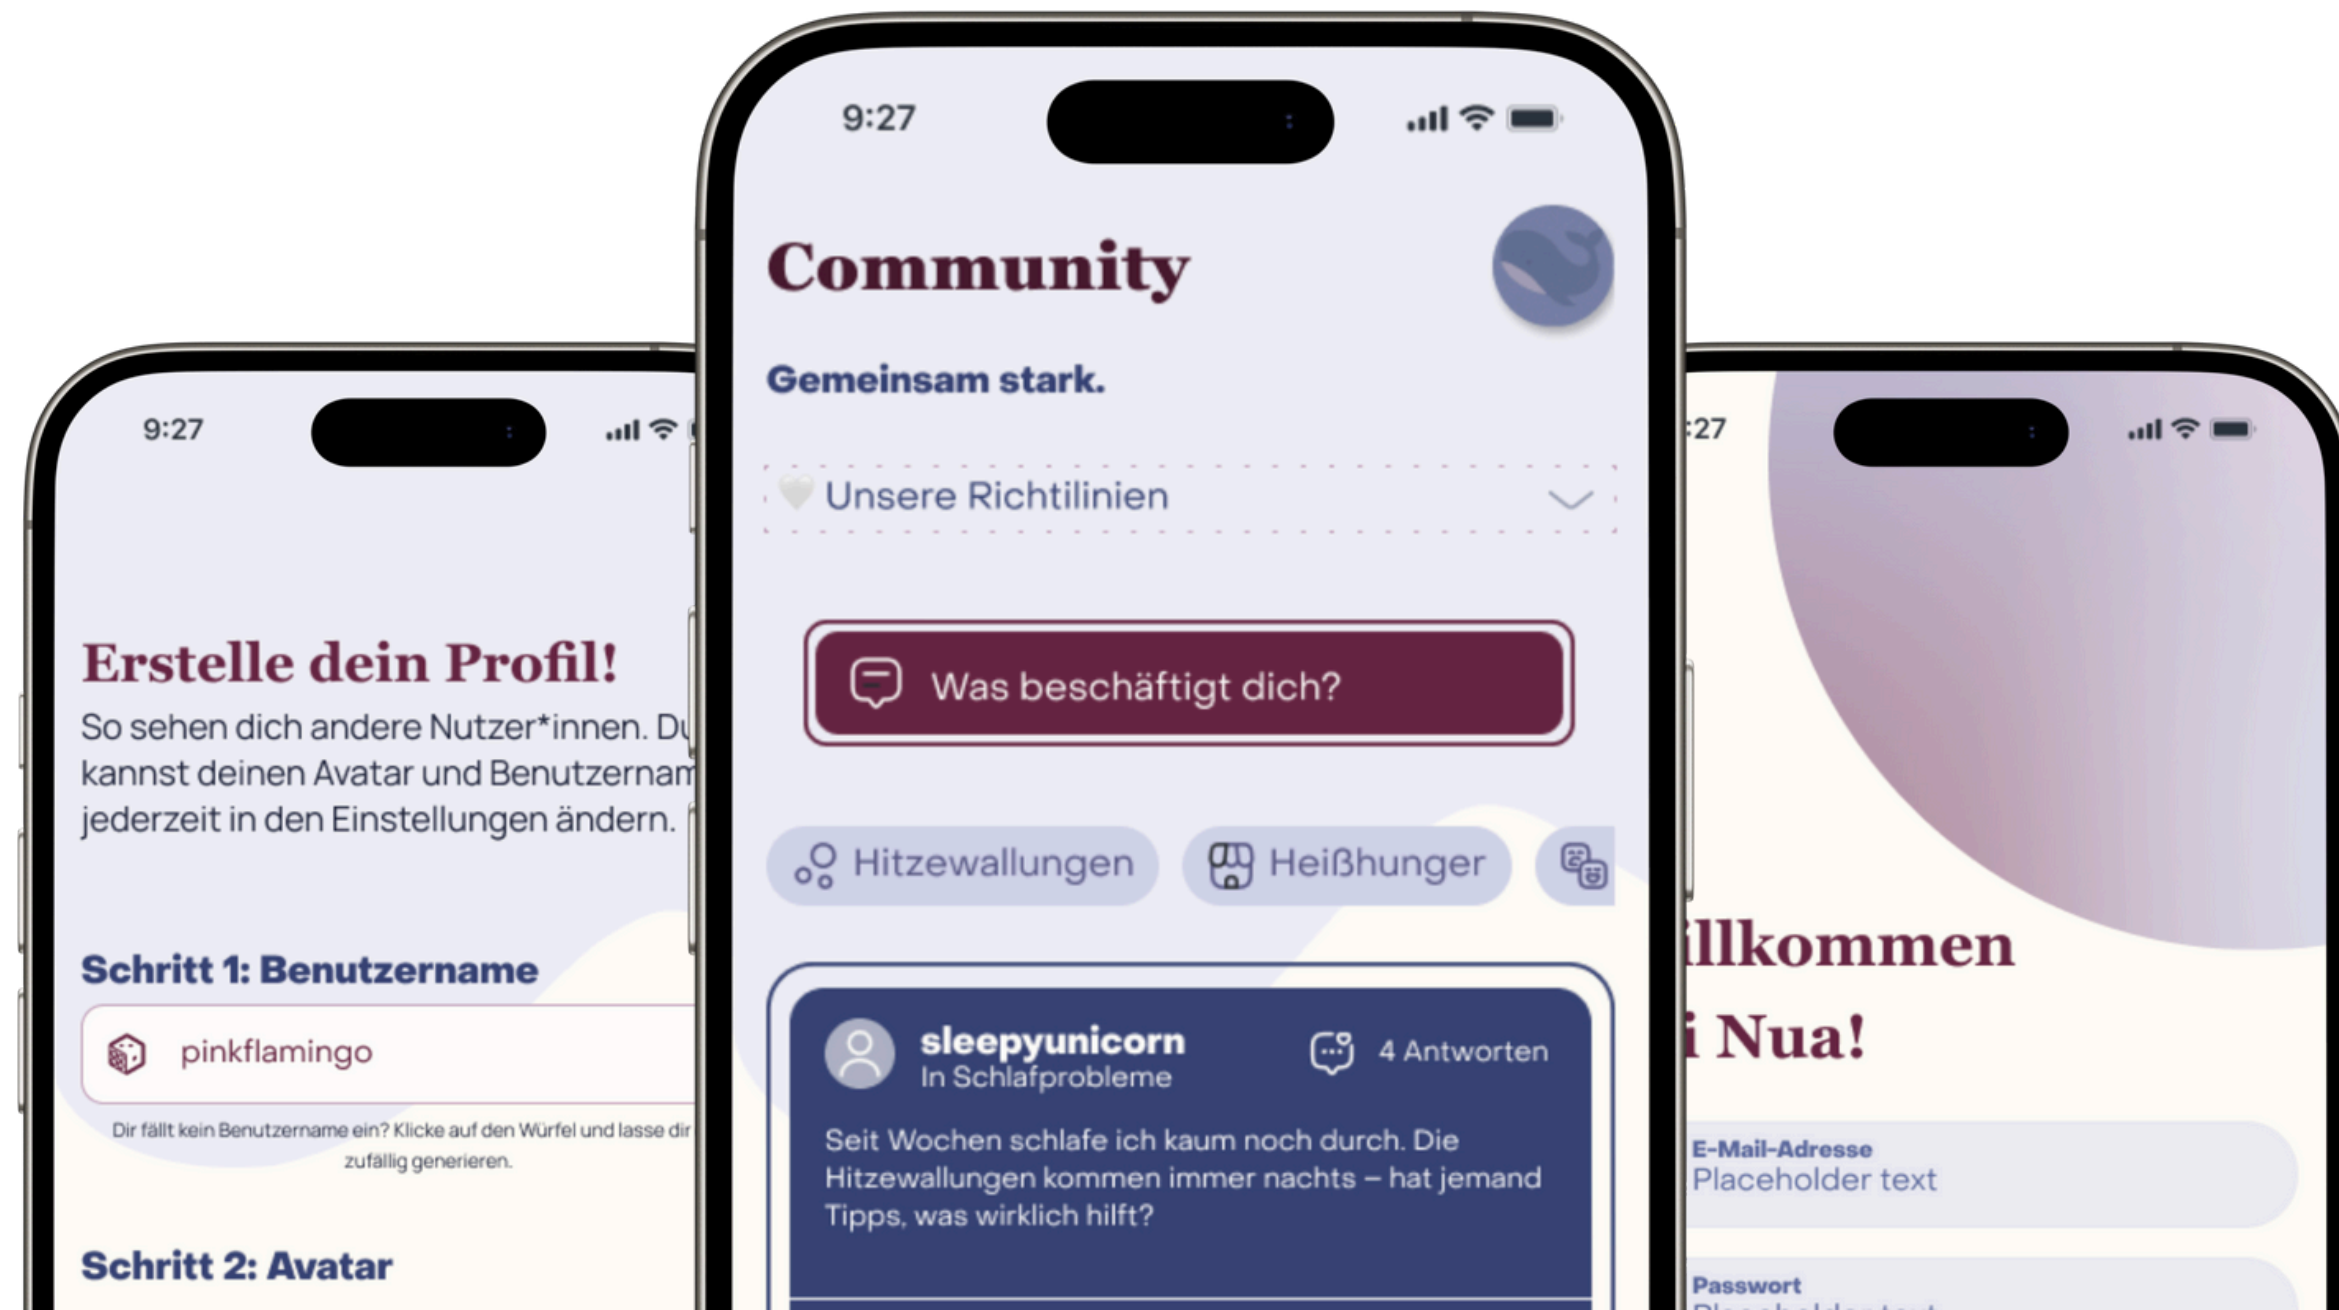 9:27
Erstelle dein Profil!
So sehen dich andere Nutzer*innen. Du
kannst deinen Avatar und Benutzernam
jederzeit in den Einstellungen ändern.
Schritt 1: Benutzername
pinkflamingo
Dir fällt kein Benutzername ein? Klicke auf den Würfel und lasse dir
zufällig generieren.
Schritt 2: Avatar
9:27
Community
Gemeinsam stark.
Unsere Richtilinien
Was beschäftigt dich?
Hitzewallungen
Heißhunger
sleepyunicorn
In Schlafprobleme
4 Antworten
Seit Wochen schlafe ich kaum noch durch. Die
Hitzewallungen kommen immer nachts – hat jemand
Tipps, was wirklich hilft?
:27
illkommen
i Nua!
E-Mail-Adresse
Placeholder text
Passwort